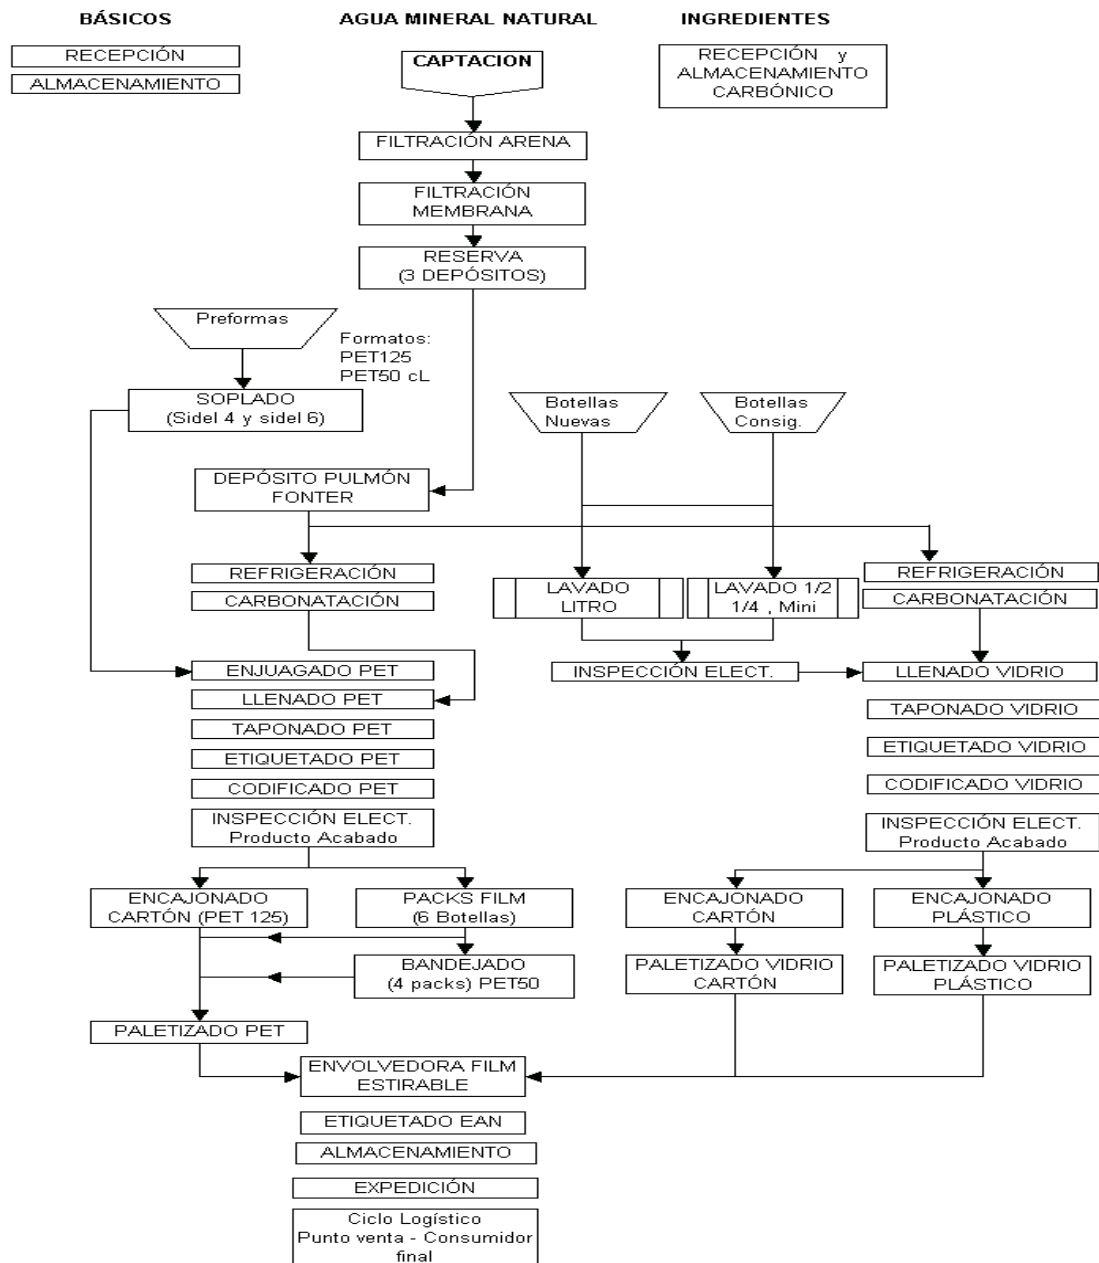 BÁSICOS
AGUA MINERAL NATURAL
INGREDIENTES
RECEPCIÓN
ALMACENAMIENTO
CAPTACION
RECEPCIÓN y
ALMACENAMIENTO
CARBÓNICO
FILTRACIÓN ARENA
FILTRACIÓN
MEMBRANA
RESERVA
(3 DEPÓSITOS)
Preformas
Formatos:
PET125
PET50 cL
SOPLADO
(Sidel 4 y sidel 6)
Botellas
Nuevas
Botellas
Consig.
DEPÓSITO PULMÓN
FONTER
REFRIGERACIÓN
CARBONATACIÓN
LAVADO
LITRO
LAVADO 1/2
1/4 , Mini
REFRIGERACIÓN
CARBONATACIÓN
ENJUAGADO PET
INSPECCIÓN ELECT.
LLENADO VIDRIO
LLENADO PET
TAPONADO VIDRIO
TAPONADO PET
ETIQUETADO VIDRIO
ETIQUETADO PET
CODIFICADO VIDRIO
CODIFICADO PET
INSPECCIÓN ELECT.
Producto Acabado
INSPECCIÓN ELECT.
Producto Acabado
ENCAJONADO
CARTÓN (PET 125)
PACKS FILM
(6 Botellas)
ENCAJONADO
CARTÓN
ENCAJONADO
PLÁSTICO
BANDEJADO
(4 packs) PET50
PALETIZADO VIDRIO
CARTÓN
PALETIZADO VIDRIO
PLÁSTICO
PALETIZADO PET
ENVOLVEDORA FILM
ESTIRABLE
ETIQUETADO EAN
ALMACENAMIENTO
EXPEDICIÓN
Ciclo Logístico
Punto venta - Consumidor
final